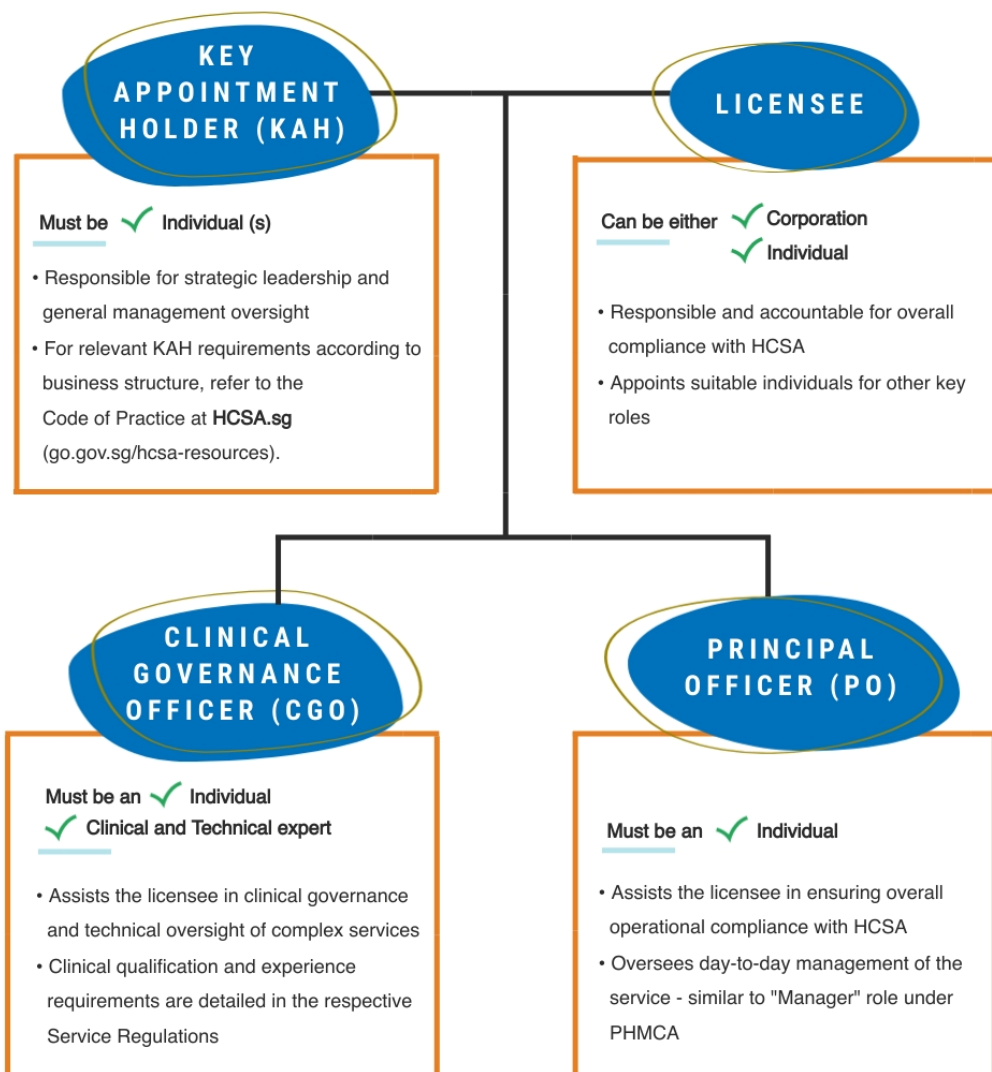 KEY
APPOINTMENT
HOLDER (KAH)
Must be ✓ Individual (s)
• Responsible for strategic leadership and
general management oversight
• For relevant KAH requirements according to
business structure, refer to the
Code of Practice at HCSA.sg
(go.gov.sg/hcsa-resources).
LICENSEE
Can be either ✓ Corporation
✓ Individual
• Responsible and accountable for overall
compliance with HCSA
• Appoints suitable individuals for other key
roles
CLINICAL
GOVERNANCE
OFFICER (CGO)
Must be an ✓ Individual
✓ Clinical and Technical expert
• Assists the licensee in clinical governance
and technical oversight of complex services
• Clinical qualification and experience
requirements are detailed in the respective
Service Regulations
PRINCIPAL
OFFICER (PO)
Must be an ✓ Individual
• Assists the licensee in ensuring overall
operational compliance with HCSA
• Oversees day-to-day management of the
service - similar to "Manager" role under
PHMCA